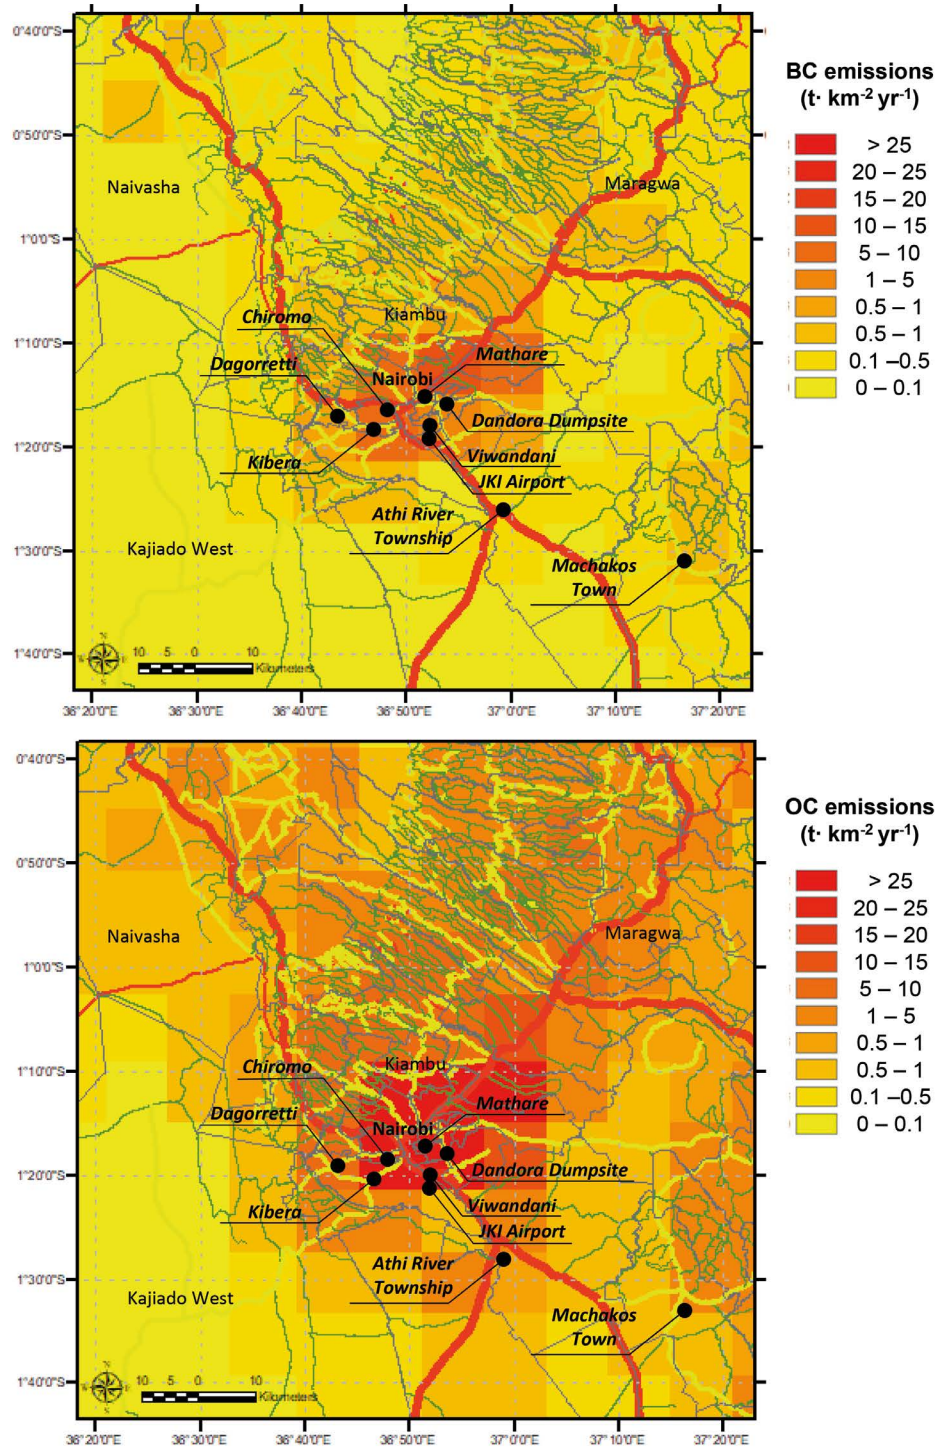 0°40'0"S
0°50'0"S
1°0'0"S
1°10'0"S
1°20'0"S
1°30'0"S
1°40'0"S
Naivasha
Maragwa
Kiambu
Chiromo
Dagorretti
Mathare
Nairobi
Dandora Dumpsite
Kibera
Viwandani
JKI Airport
Athi River
Township
Kajiado West
Machakos
Town
10 5 0 10
Kilometers
36°20'0"E 36°30'0"E 36°40'0"E 36°50'0"E 37°0'0"E 37°10'0"E 37°20'0"E
BC emissions
(t· km-2 yr-1)
> 25
20 – 25
15 – 20
10 – 15
5 – 10
1 – 5
0.5 – 1
0.5 – 1
0.1 –0.5
0 – 0.1
0°40'0"S
0°50'0"S
1°0'0"S
1°10'0"S
1°20'0"S
1°30'0"S
1°40'0"S
Naivasha
Maragwa
Kiambu
Chiromo
Dagorretti
Mathare
Nairobi
Dandora Dumpsite
Kibera
Viwandani
JKI Airport
Athi River
Township
Kajiado West
Machakos
Town
10 5 0 10
Kilometers
36°20'0"E 36°30'0"E 36°40'0"E 36°50'0"E 37°0'0"E 37°10'0"E 37°20'0"E
OC emissions
(t· km-2 yr-1)
> 25
20 – 25
15 – 20
10 – 15
5 – 10
1 – 5
0.5 – 1
0.5 – 1
0.1 –0.5
0 – 0.1